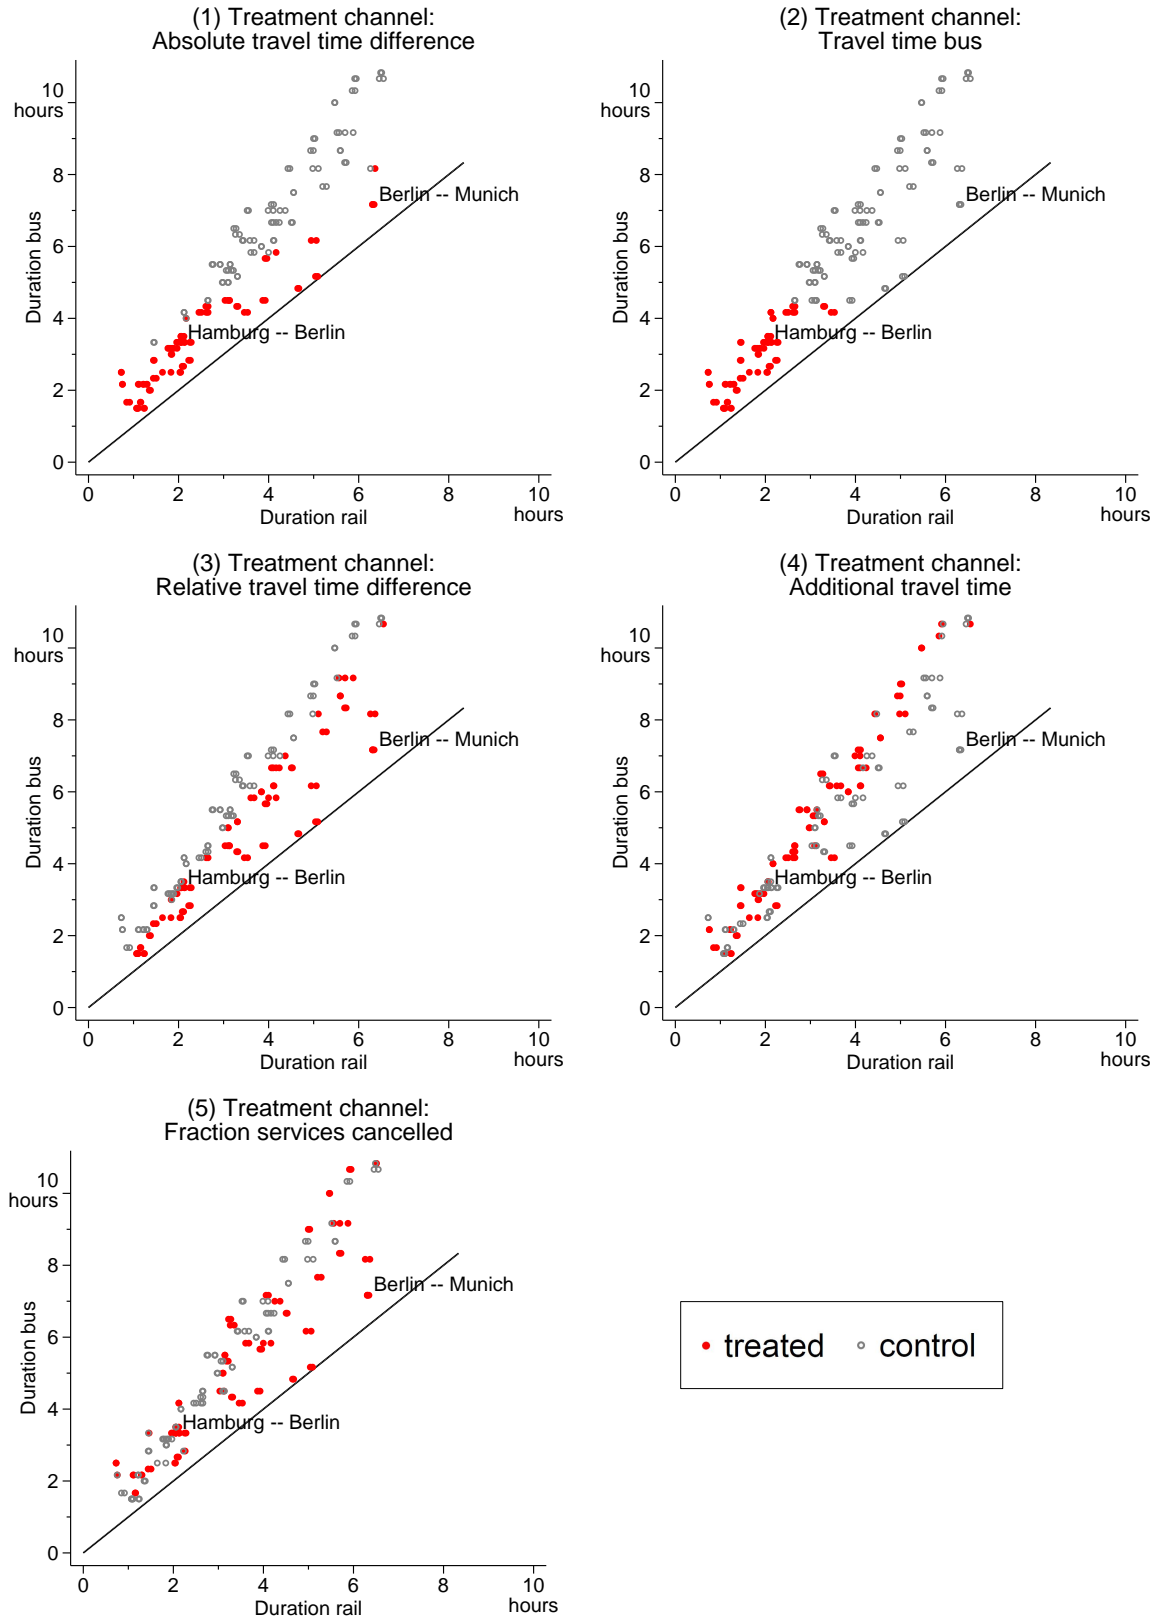 (1) Treatment channel:
Absolute travel time difference
10
hours
8
6
4
2
0
Duration bus
Berlin -- Munich
Hamburg -- Berlin
0 2 4 6 8 10
Duration rail
hours
(2) Treatment channel:
Travel time bus
10
hours
8
6
4
2
0
Duration bus
Berlin -- Munich
Hamburg -- Berlin
0 2 4 6 8 10
Duration rail
hours
(3) Treatment channel:
Relative travel time difference
10
hours
8
6
4
2
0
Duration bus
Berlin -- Munich
Hamburg -- Berlin
0 2 4 6 8 10
Duration rail
hours
(4) Treatment channel:
Additional travel time
10
hours
8
6
4
2
0
Duration bus
Berlin -- Munich
Hamburg -- Berlin
0 2 4 6 8 10
Duration rail
hours
(5) Treatment channel:
Fraction services cancelled
10
hours
8
6
4
2
0
Duration bus
Berlin -- Munich
Hamburg -- Berlin
0 2 4 6 8 10
Duration rail
hours
treated control